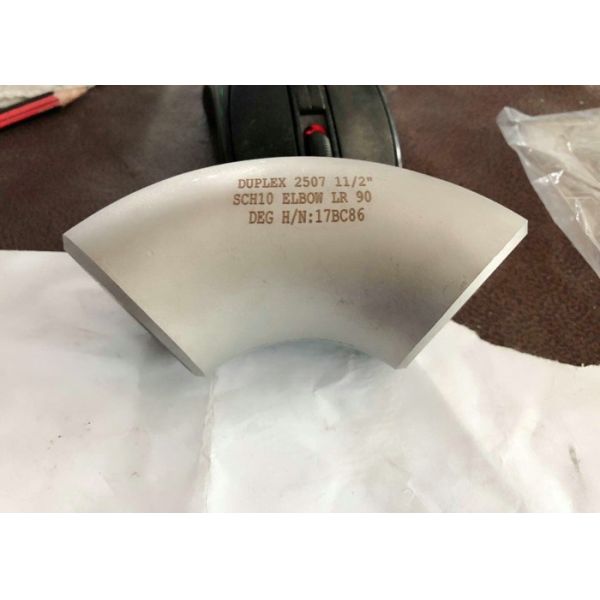 DUPLEX 2507 11/2"
SCH10 ELBOW LR 90
DEG H/N:17BC86